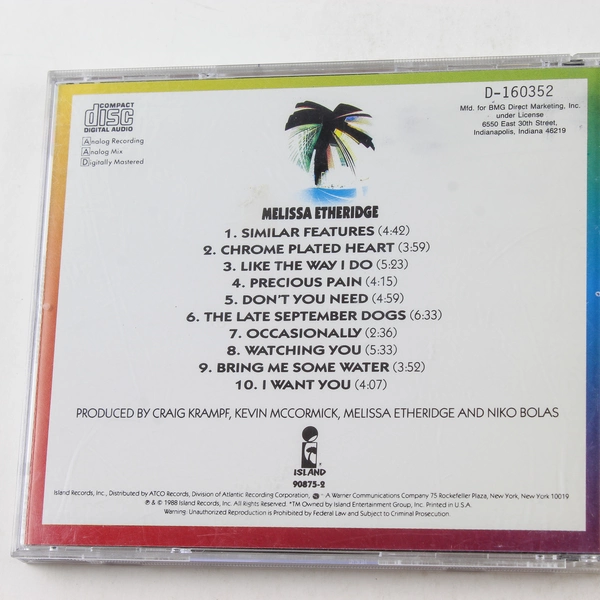 COMPACT
disc
DIGITAL AUDIO
Analog Recording
Analog Mix
Digitally Mastered
D-160352
Mfd. for BMG Direct Marketing, Inc.
under License
6550 East 30th Street,
Indianapolis, Indiana 46219
MELISSA ETHERIDGE
1. SIMILAR FEATURES (4:42)
2. CHROME PLATED HEART (3:59)
3. LIKE THE WAY I DO (5:23)
4. PRECIOUS PAIN (4:15)
5. DON'T YOU NEED (4:59)
6. THE LATE SEPTEMBER DOGS (6:33)
7. OCCASIONALLY (2:36)
8. WATCHING YOU (5:33)
9. BRING ME SOME WATER (3:52)
10. I WANT YOU (4:07)
PRODUCED BY CRAIG KRAMPF, KEVIN MCCORMICK, MELISSA ETHERIDGE AND NIKO BOLAS
ISLAND
90875-2
Island Records, Inc., Distributed by ATCO Records, Division of Atlantic Recording Corporation, - A Warner Communications Company 75 Rockefeller Plaza, New York, New York 10019
℗ & © 1988 Island Records, Inc. All Rights Reserved. *TM Owned by Island Entertainment Group, Inc. Printed in U.S.A.
Warning: Unauthorized Reproduction is Prohibited by Federal Law and Subject to Criminal Prosecution.